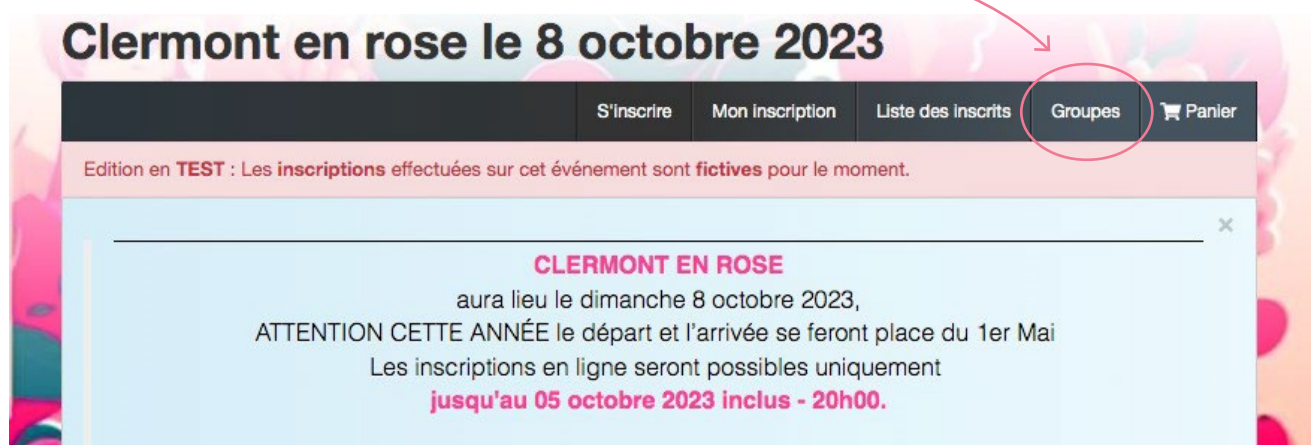 Clermont en rose le 8 octobre 2023
S'inscrire Mon inscription Liste des inscrits Groupes Panier
Edition en TEST : Les inscriptions effectuées sur cet événement sont fictives pour le moment.
×
CLERMONT EN ROSE
aura lieu le dimanche 8 octobre 2023,
ATTENTION CETTE ANNÉE le départ et l'arrivée se feront place du 1er Mai
Les inscriptions en ligne seront possibles uniquement
jusqu'au 05 octobre 2023 inclus - 20h00.